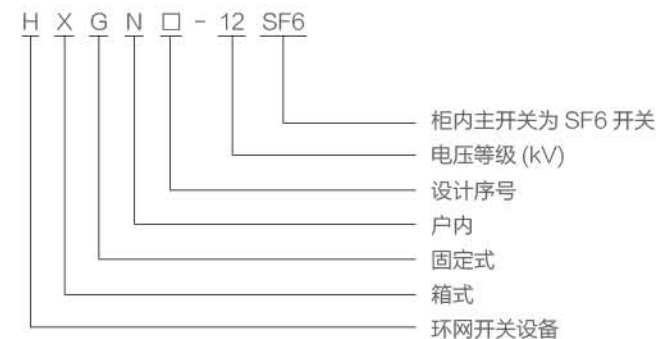 H X G N □ - 12 SF6
柜内主开关为 SF6 开关
电压等级 (kV)
设计序号
户内
固定式
箱式
环网开关设备